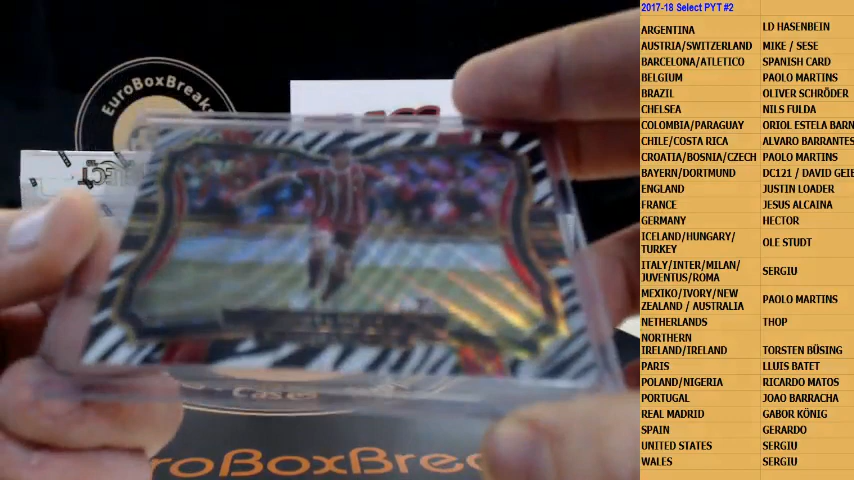 2017-18 Select PYT #2
ARGENTINA LD HASENBEIN
AUSTRIA/SWITZERLAND MIKE / SESE
BARCELONA/ATLETICO SPANISH CARD
BELGIUM PAOLO MARTINS
BRAZIL OLIVER SCHRÖDER
CHELSEA NILS FULDA
COLOMBIA/PARAGUAY ORIOL ESTELA BARN
CHILE/COSTA RICA ALVARO BARRANTES
CROATIA/BOSNIA/CZECH PAOLO MARTINS
BAYERN/DORTMUND DC121 / DAVID GEIB
ENGLAND JUSTIN LOADER
FRANCE JESUS ALCAINA
GERMANY HECTOR
ICELAND/HUNGARY/
TURKEY OLE STUDT
ITALY/INTER/MILAN/
JUVENTUS/ROMA SERGIU
MEXIKO/IVORY/NEW
ZEALAND / AUSTRALIA PAOLO MARTINS
NETHERLANDS THOP
NORTHERN
IRELAND/IRELAND TORSTEN BÜSING
PARIS LLUIS BATET
POLAND/NIGERIA RICARDO MATOS
PORTUGAL JOAO BARRACHA
REAL MADRID GABOR KÖNIG
SPAIN GERARDO
UNITED STATES SERGIU
WALES SERGIU
EuroBoxBreaks
roBoxBrea